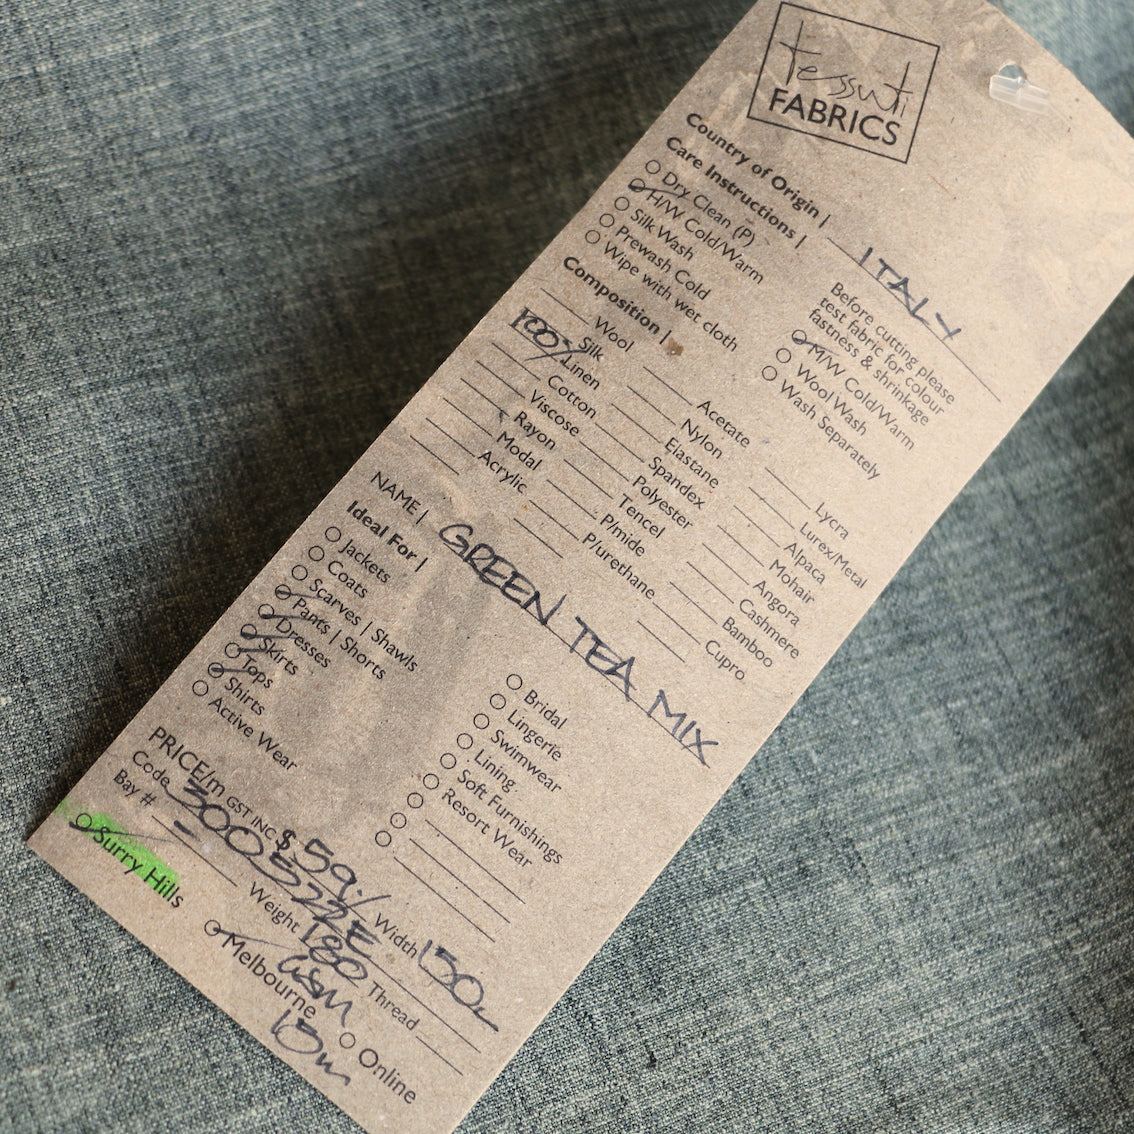 tessuti
FABRICS
Country of Origin | ITALY
Care Instructions |
Dry Clean (P)
H/W Cold/Warm
Silk Wash
Prewash Cold
Wipe with wet cloth
Before cutting please
test fabric for colour
fastness & shrinkage
M/W Cold/Warm
Wool Wash
Wash Separately
Composition |
Wool
Silk
100% Linen
Cotton
Viscose
Rayon
Modal
Acrylic
Acetate
Nylon
Elastane
Spandex
Polyester
Tencel
P/mide
P/urethane
Lycra
Lurex/Metal
Alpaca
Mohair
Angora
Cashmere
Bamboo
Cupro
NAME | GREEN TEA MIX
Ideal For |
Jackets
Coats
Scarves | Shawls
Pants | Shorts
Dresses
Skirts
Tops
Shirts
Active Wear
Bridal
Lingerie
Swimwear
Lining
Soft Furnishings
Resort Wear
PRICE/m GST INC $ 59.- Width 150
Code 300522E
Bay # - Weight 180 GSM Thread
Surry Hills Melbourne Online